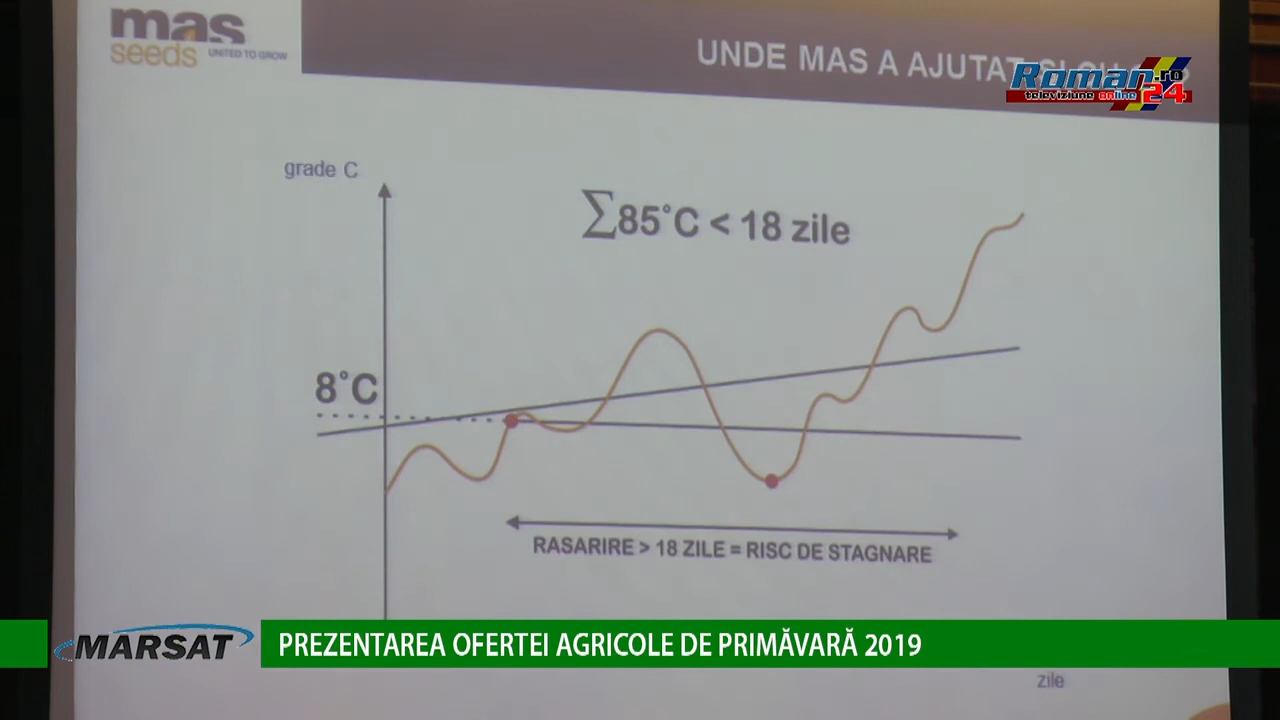 mas
seeds UNITED TO GROW
UNDE MAS A AJUTAT
Roman.ro
televiziune online 24
grade C
∑85°C < 18 zile
8°C
RASARIRE > 18 ZILE = RISC DE STAGNARE
MARSAT
PREZENTAREA OFERTEI AGRICOLE DE PRIMĂVARĂ 2019
zile